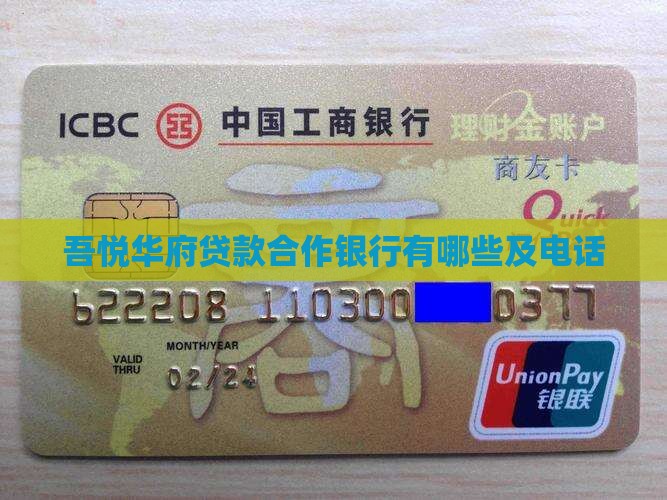 ICBC 中国工商银行 理财金账户
商友卡
Quick
吾悦华府贷款合作银行有哪些及电话
622208 110300 0377
MONTH/YEAR
VALID
THRU
02/24
UnionPay
银联